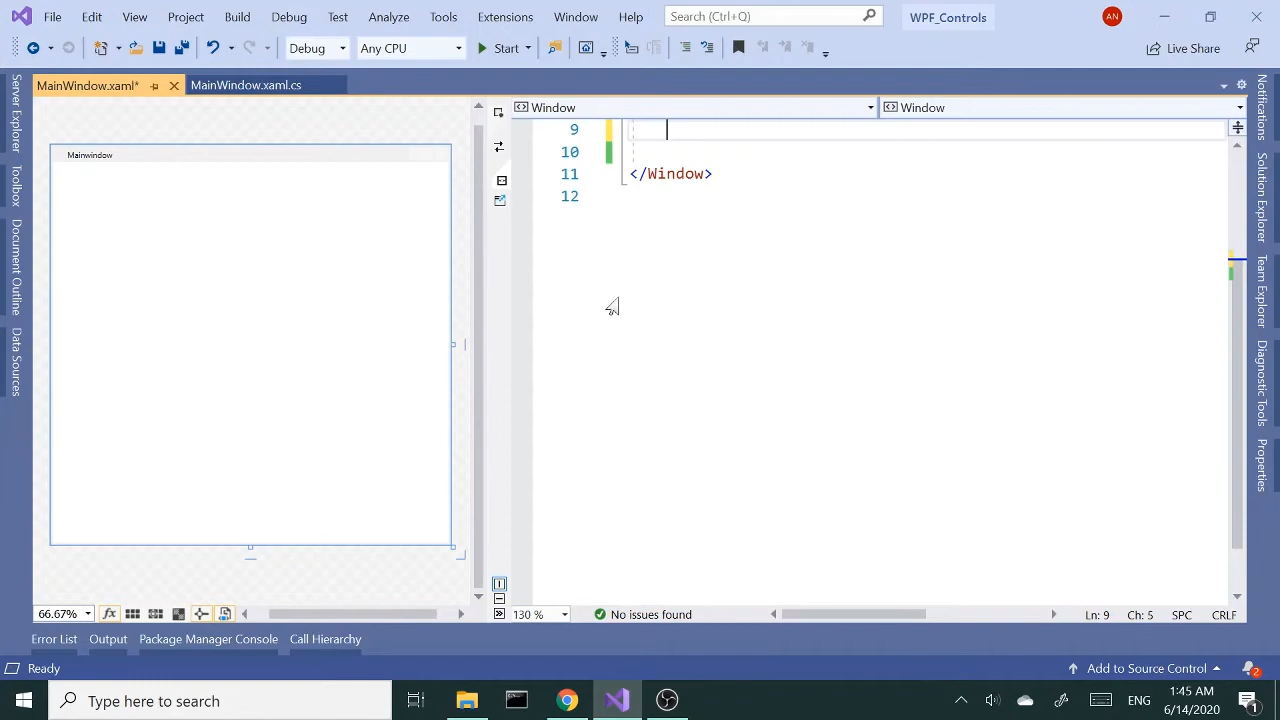 File Edit View Project Build Debug Test Analyze Tools Extensions Window Help Search (Ctrl+Q) WPF_Controls AN
Debug Any CPU Start Live Share
MainWindow.xaml* MainWindow.xaml.cs
Window Window
Server Explorer
Toolbox
Document Outline
Data Sources
Mainwindow
9
10
11 </Window>
12
Notifications
Solution Explorer
Team Explorer
Diagnostic Tools
Properties
66.67% fx 130 % No issues found Ln: 9 Ch: 5 SPC CRLF
Error List Output Package Manager Console Call Hierarchy
Ready Add to Source Control 2
Type here to search ENG 1:45 AM
6/14/2020 1